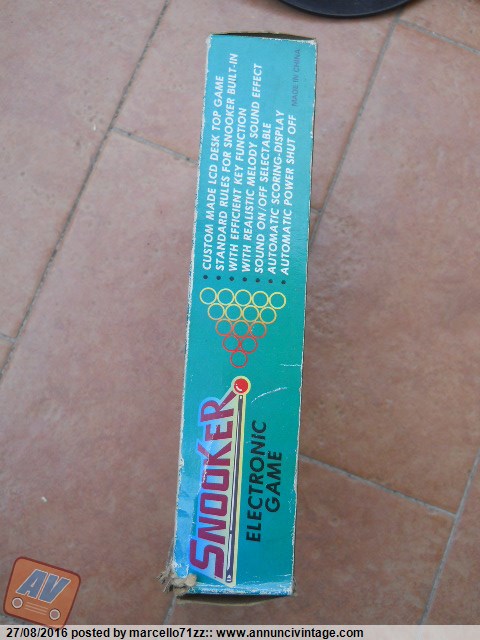 SNOOKER
ELECTRONIC
GAME
• CUSTOM MADE LCD DESK TOP GAME
• STANDARD RULES FOR SNOOKER BUILT-IN
• WITH EFFICIENT KEY FUNCTION
• WITH REALISTIC MELODY SOUND EFFECT
• SOUND ON/OFF SELECTABLE
• AUTOMATIC SCORING-DISPLAY
• AUTOMATIC POWER SHUT OFF
MADE IN CHINA
AV
27/08/2016 posted by marcello71zz:: www.annuncivintage.com